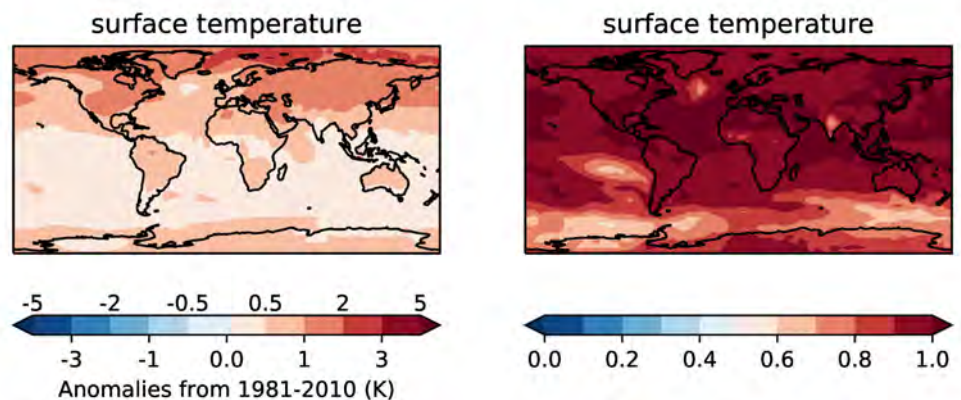 surface temperature
surface temperature
-5 -2 -0.5 0.5 2 5
-3 -1 0.0 1 3
Anomalies from 1981-2010 (K)
0.0 0.2 0.4 0.6 0.8 1.0